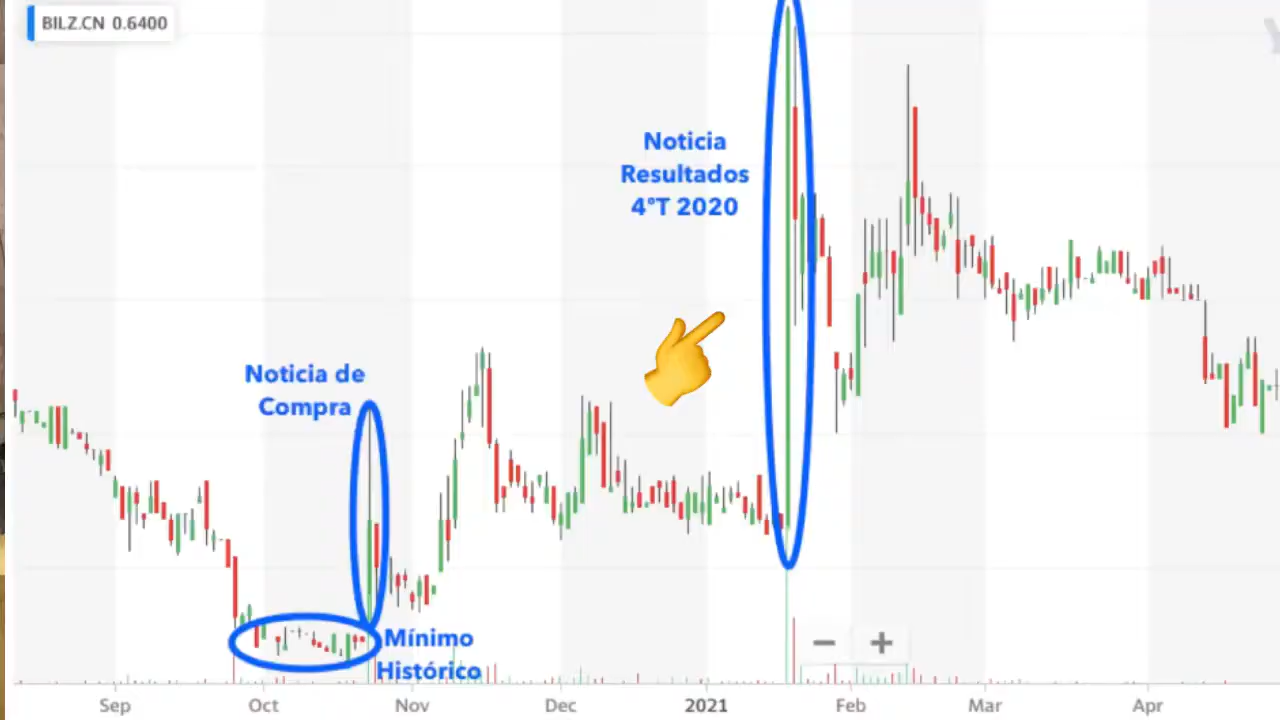 BILZ.CN 0.6400
Noticia
Resultados
4°T 2020
Noticia de
Compra
Mínimo
Histórico
Sep Oct Nov Dec 2021 Feb Mar Apr